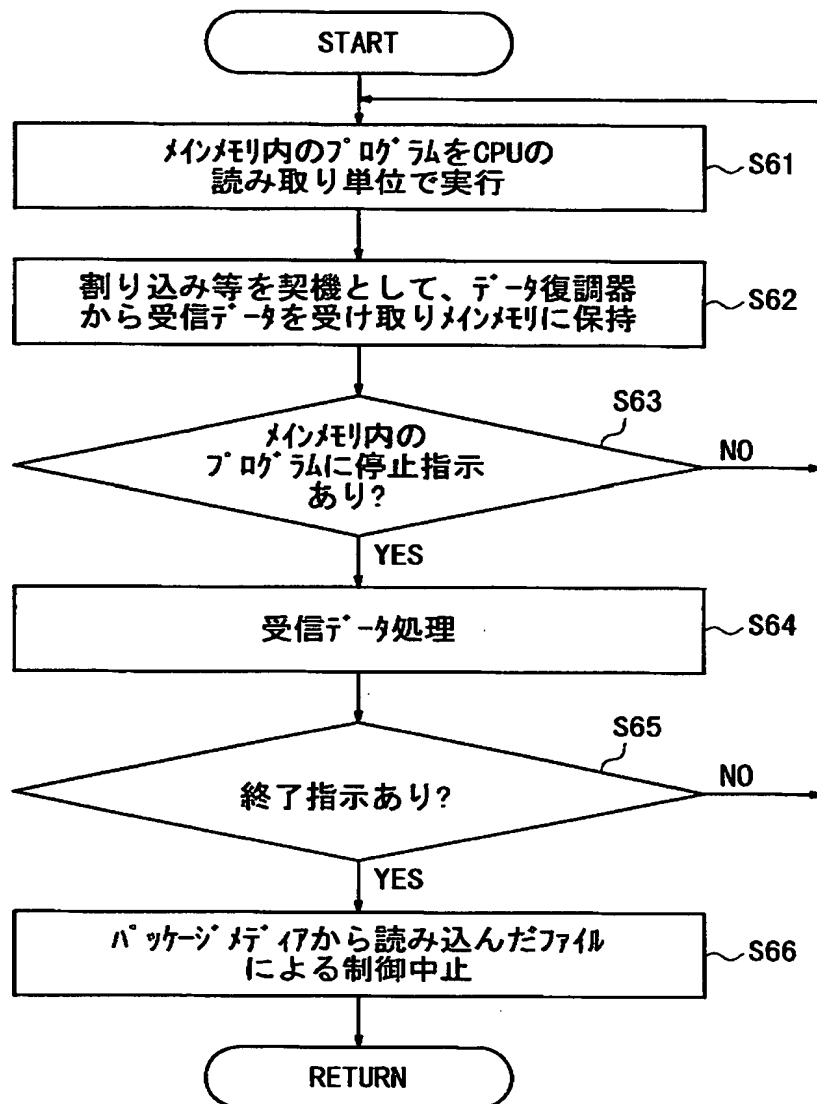 START
メインメモリ内のプログラムをCPUの
読み取り単位で実行
S61
割り込み等を契機として、データ復調器
から受信データを受け取りメインメモリに保持
S62
S63
メインメモリ内の
プログラムに停止指示
あり?
NO
YES
受信データ処理
S64
S65
終了指示あり?
NO
YES
パッケージメディアから読み込んだファイル
による制御中止
S66
RETURN